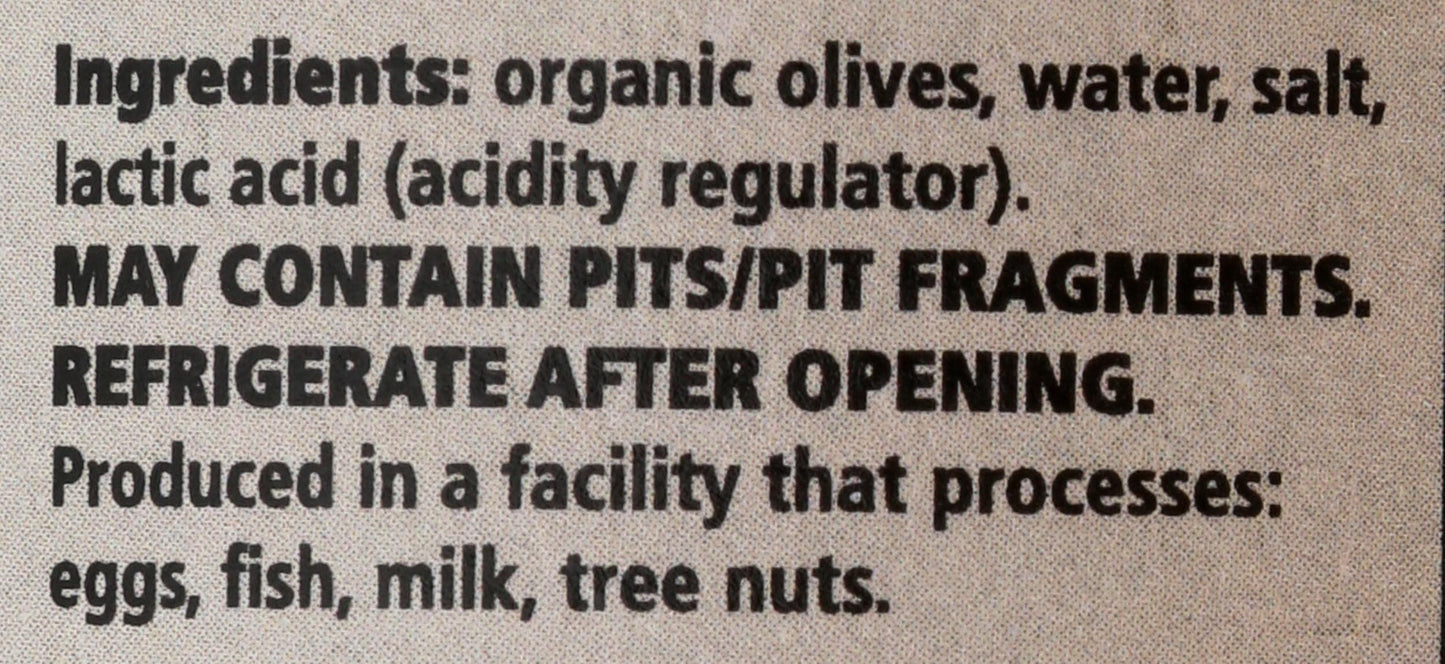 Ingredients: organic olives, water, salt,
lactic acid (acidity regulator).
MAY CONTAIN PITS/PIT FRAGMENTS.
REFRIGERATE AFTER OPENING.
Produced in a facility that processes:
eggs, fish, milk, tree nuts.